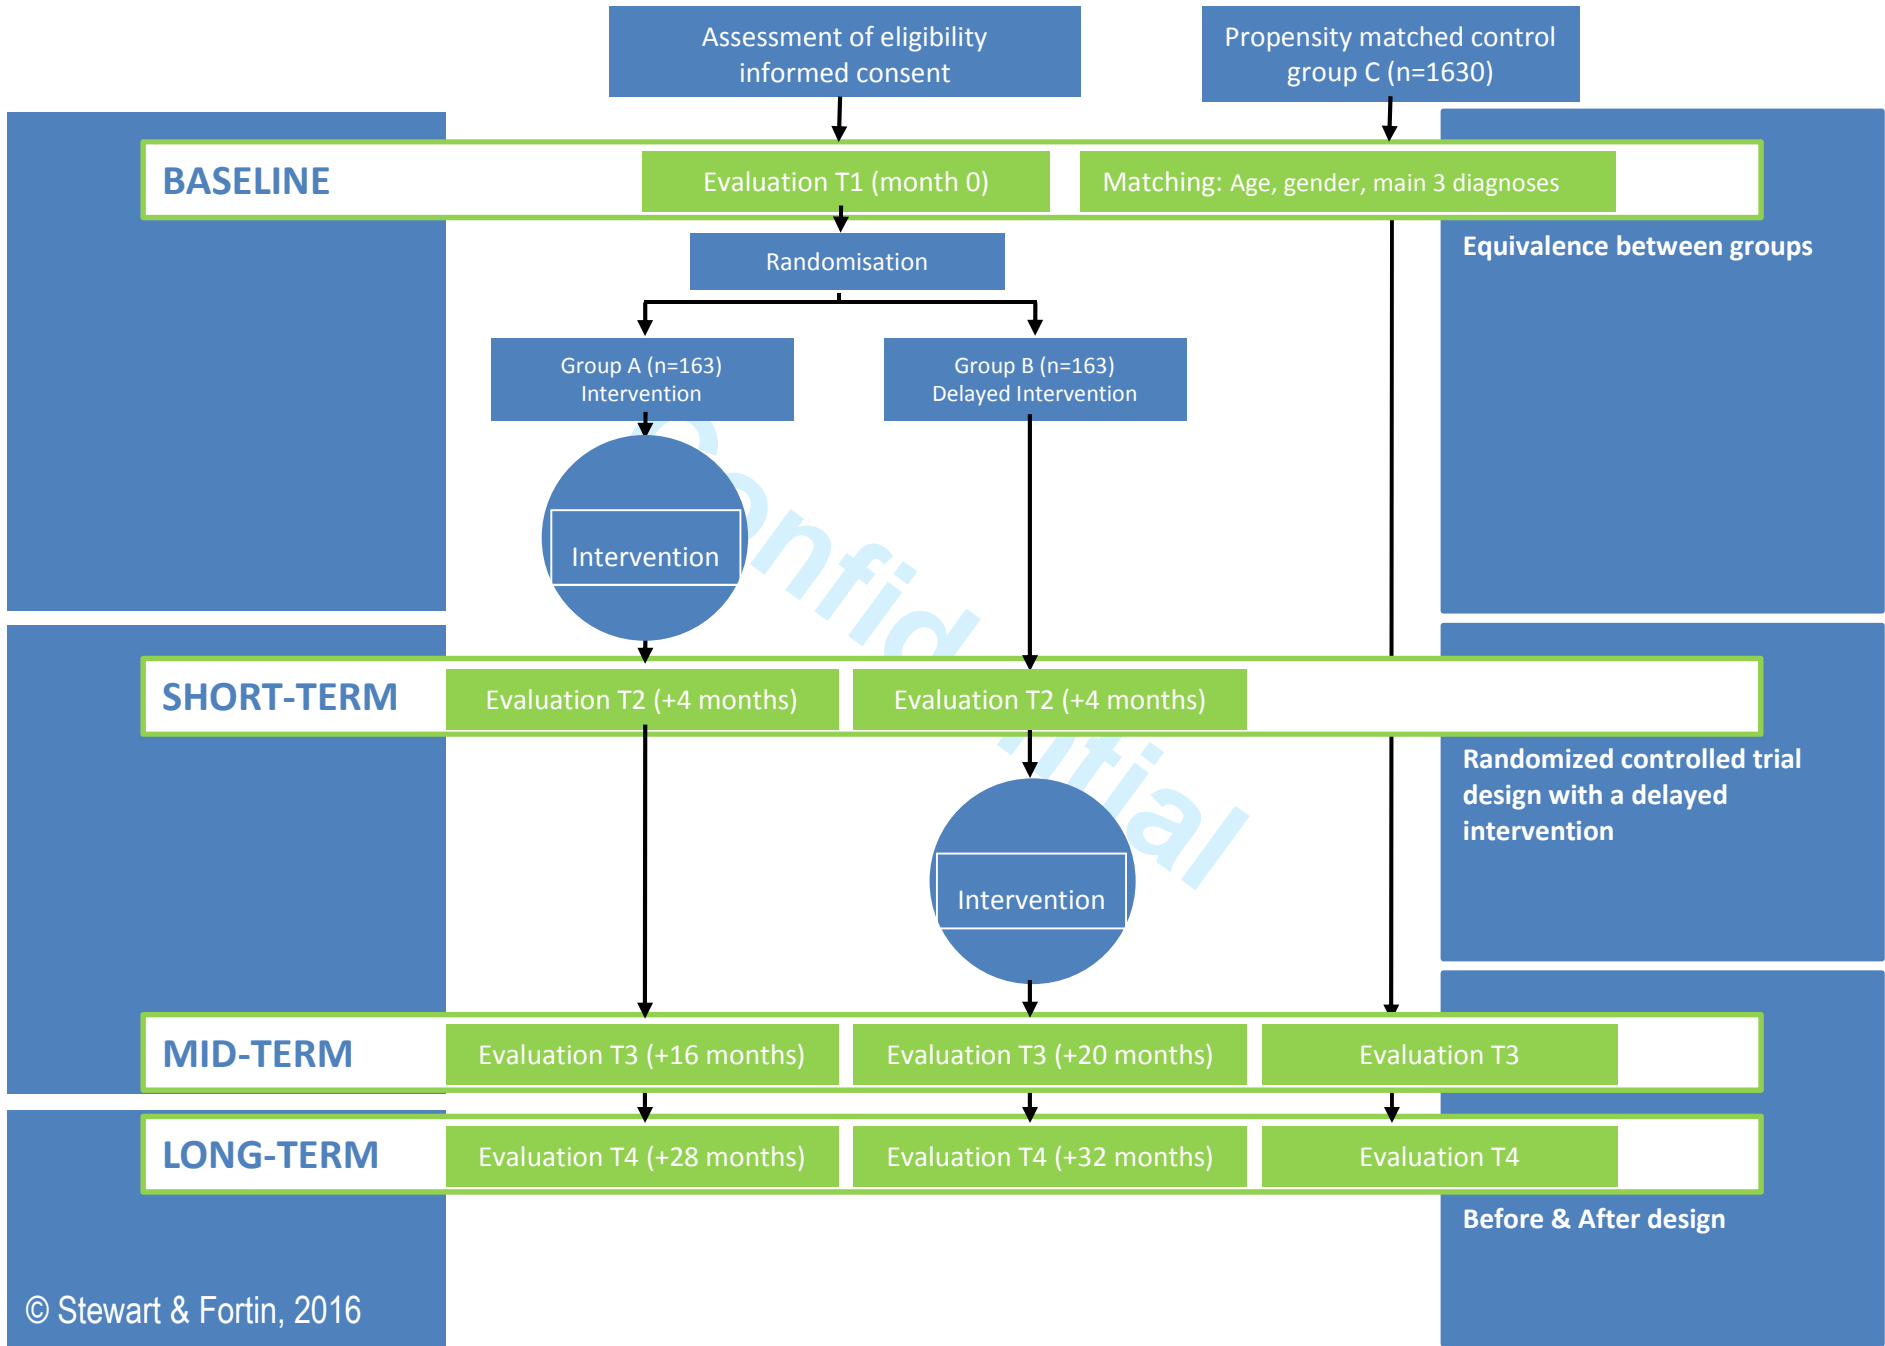 Assessment of eligibility
informed consent
Propensity matched control
group C (n=1630)
BASELINE
Evaluation T1 (month 0)
Matching: Age, gender, main 3 diagnoses
Equivalence between groups
Randomisation
Group A (n=163)
Intervention
Group B (n=163)
Delayed Intervention
Intervention
Confidential
SHORT-TERM
Evaluation T2 (+4 months)
Evaluation T2 (+4 months)
Randomized controlled trial
design with a delayed
intervention
Intervention
MID-TERM
Evaluation T3 (+16 months)
Evaluation T3 (+20 months)
Evaluation T3
LONG-TERM
Evaluation T4 (+28 months)
Evaluation T4 (+32 months)
Evaluation T4
Before & After design
© Stewart & Fortin, 2016